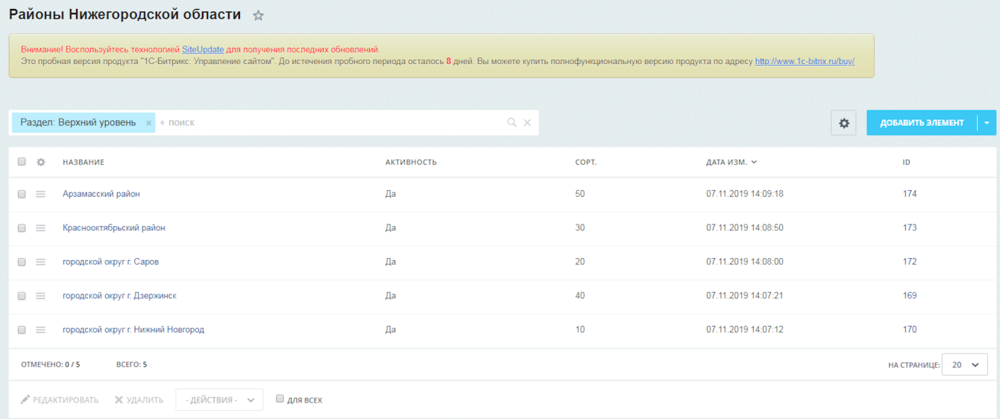 Районы Нижегородской области
Внимание! Воспользуйтесь технологией SiteUpdate для получения последних обновлений.
Это пробная версия продукта "1С-Битрикс: Управление сайтом". До истечения пробного периода осталось 8 дней. Вы можете купить полнофункциональную версию продукта по адресу http://www.1c-bitrix.ru/buy/
Раздел: Верхний уровень × + поиск
ДОБАВИТЬ ЭЛЕМЕНТ
НАЗВАНИЕ АКТИВНОСТЬ СОРТ. ДАТА ИЗМ. ID
Арзамасский район Да 50 07.11.2019 14:09:18 174
Краснооктябрьский район Да 30 07.11.2019 14:08:50 173
городской округ г. Саров Да 20 07.11.2019 14:08:00 172
городской округ г. Дзержинск Да 40 07.11.2019 14:07:21 169
городской округ г. Нижний Новгород Да 10 07.11.2019 14:07:12 170
ОТМЕЧЕНО: 0 / 5 ВСЕГО: 5 НА СТРАНИЦЕ: 20
РЕДАКТИРОВАТЬ УДАЛИТЬ - ДЕЙСТВИЯ - ДЛЯ ВСЕХ